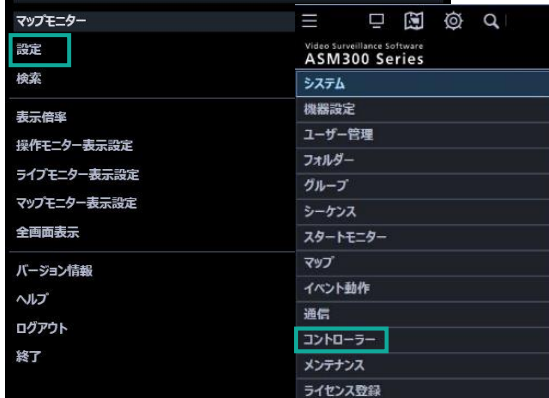 マップモニター
設定
検索
表示倍率
操作モニター表示設定
ライブモニター表示設定
マップモニター表示設定
全画面表示
バージョン情報
ヘルプ
ログアウト
終了
Video Surveillance Software
ASM300 Series
システム
機器設定
ユーザー管理
フォルダー
グループ
シーケンス
スタートモニター
マップ
イベント動作
通信
コントローラー
メンテナンス
ライセンス登録